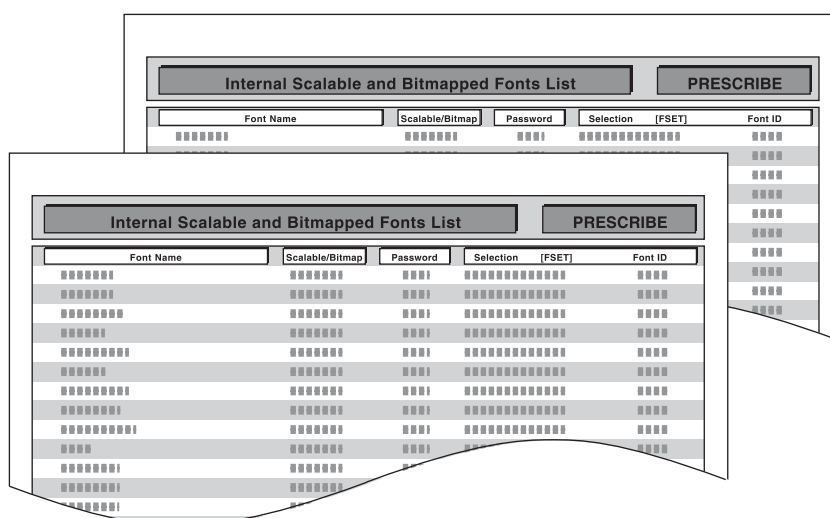 Internal Scalable and Bitmapped Fonts List PRESCRIBE
Font Name Scalable/Bitmap Password Selection [FSET] Font ID
Internal Scalable and Bitmapped Fonts List PRESCRIBE
Font Name Scalable/Bitmap Password Selection [FSET] Font ID